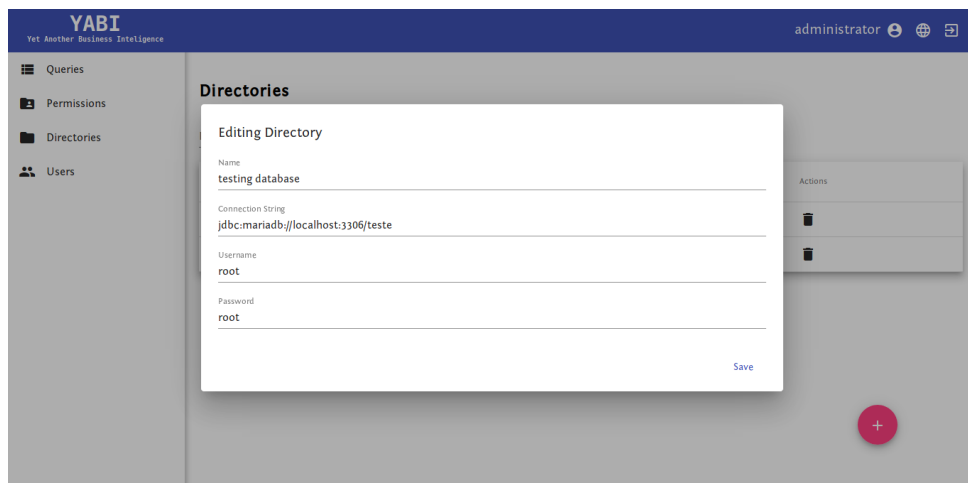 YABI
Yet Another Business Inteligence
administrator
Queries
Permissions
Directories
Users
Directories
Actions
Editing Directory
Name
testing database
Connection String
jdbc:mariadb://localhost:3306/teste
Username
root
Password
root
Save